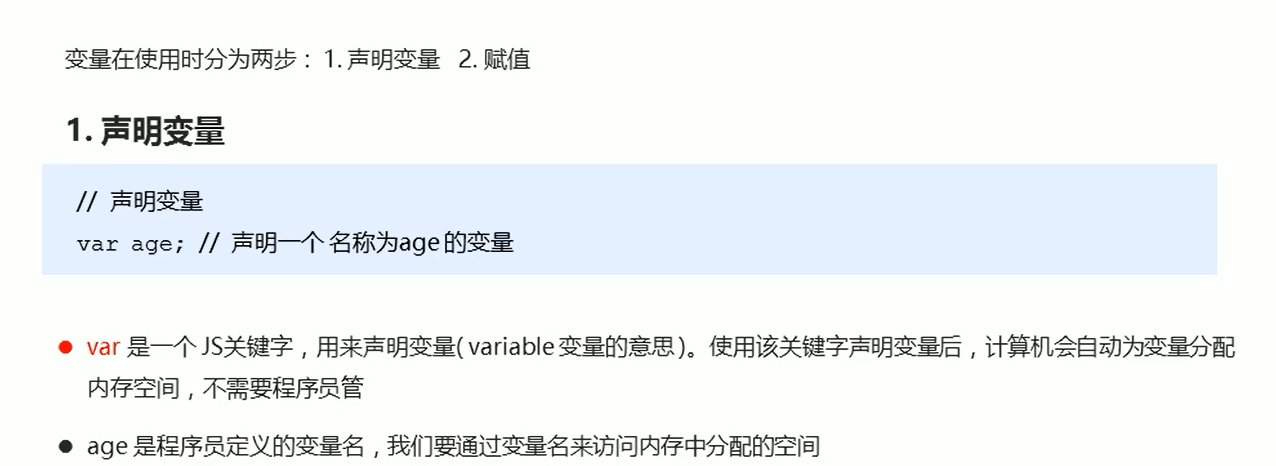 变量在使用时分为两步： 1. 声明变量 2. 赋值
1. 声明变量
// 声明变量
var age; // 声明一个 名称为age 的变量
● var 是一个 JS关键字，用来声明变量( variable 变量的意思 )。使用该关键字声明变量后，计算机会自动为变量分配
内存空间，不需要程序员管
● age 是程序员定义的变量名，我们要通过变量名来访问内存中分配的空间